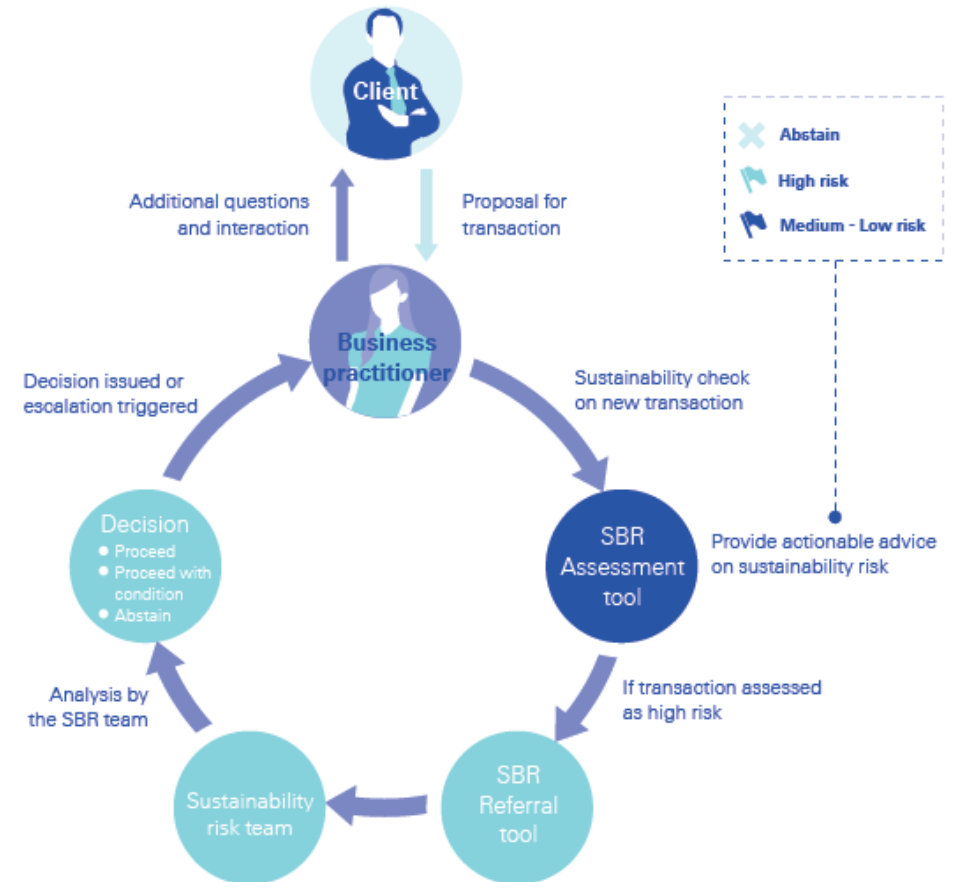 Client
Additional questions
and interaction
Proposal for
transaction
Abstain
High risk
Medium - Low risk
Business
practitioner
Decision issued or
escalation triggered
Sustainability check
on new transaction
Decision
Proceed
Proceed with
condition
Abstain
SBR
Assessment
tool
Provide actionable advice
on sustainability risk
Analysis by
the SBR team
If transaction assessed
as high risk
Sustainability
risk team
SBR
Referral
tool